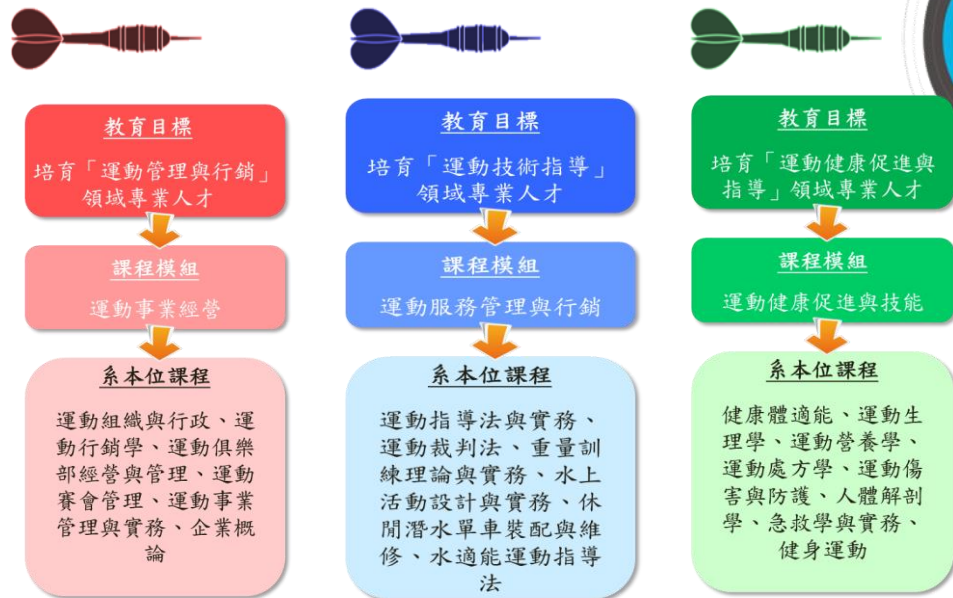 教育目標
培育「運動管理與行銷」
領域專業人才
課程模組
運動事業經營
系本位課程
運動組織與行政、運
動行銷學、運動俱樂
部經營與管理、運動
賽會管理、運動事業
管理與實務、企業概
論
教育目標
培育「運動技術指導」
領域專業人才
課程模組
運動服務管理與行銷
系本位課程
運動指導法與實務、
運動裁判法、重量訓
練理論與實務、水上
活動設計與實務、休
閒潛水單車裝配與維
修、水適能運動指導
法
教育目標
培育「運動健康促進與
指導」領域專業人才
課程模組
運動健康促進與技能
系本位課程
健康體適能、運動生
理學、運動營養學、
運動處方學、運動傷
害與防護、人體解剖
學、急救學與實務、
健身運動